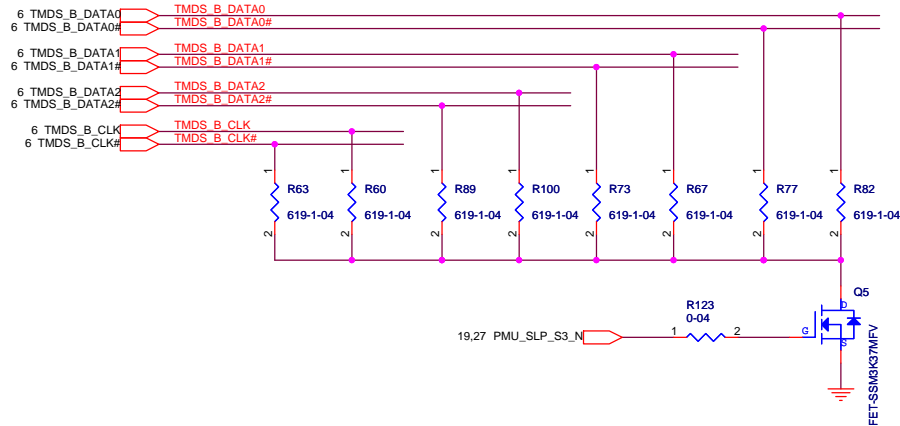 6 TMDS_B_DATA0 TMDS_B_DATA0
6 TMDS_B_DATA0# TMDS_B_DATA0#
6 TMDS_B_DATA1 TMDS_B_DATA1
6 TMDS_B_DATA1# TMDS_B_DATA1#
6 TMDS_B_DATA2 TMDS_B_DATA2
6 TMDS_B_DATA2# TMDS_B_DATA2#
6 TMDS_B_CLK TMDS_B_CLK
6 TMDS_B_CLK# TMDS_B_CLK#
1 1 1 1 1 1 1 1
R63 R60 R89 R100 R73 R67 R77 R82
619-1-04 619-1-04 619-1-04 619-1-04 619-1-04 619-1-04 619-1-04 619-1-04
2 2 2 2 2 2 2 2
Q5
D
R123
0-04
19,27 PMU_SLP_S3_N 1 2 G
S
FET-SSM3K37MFV